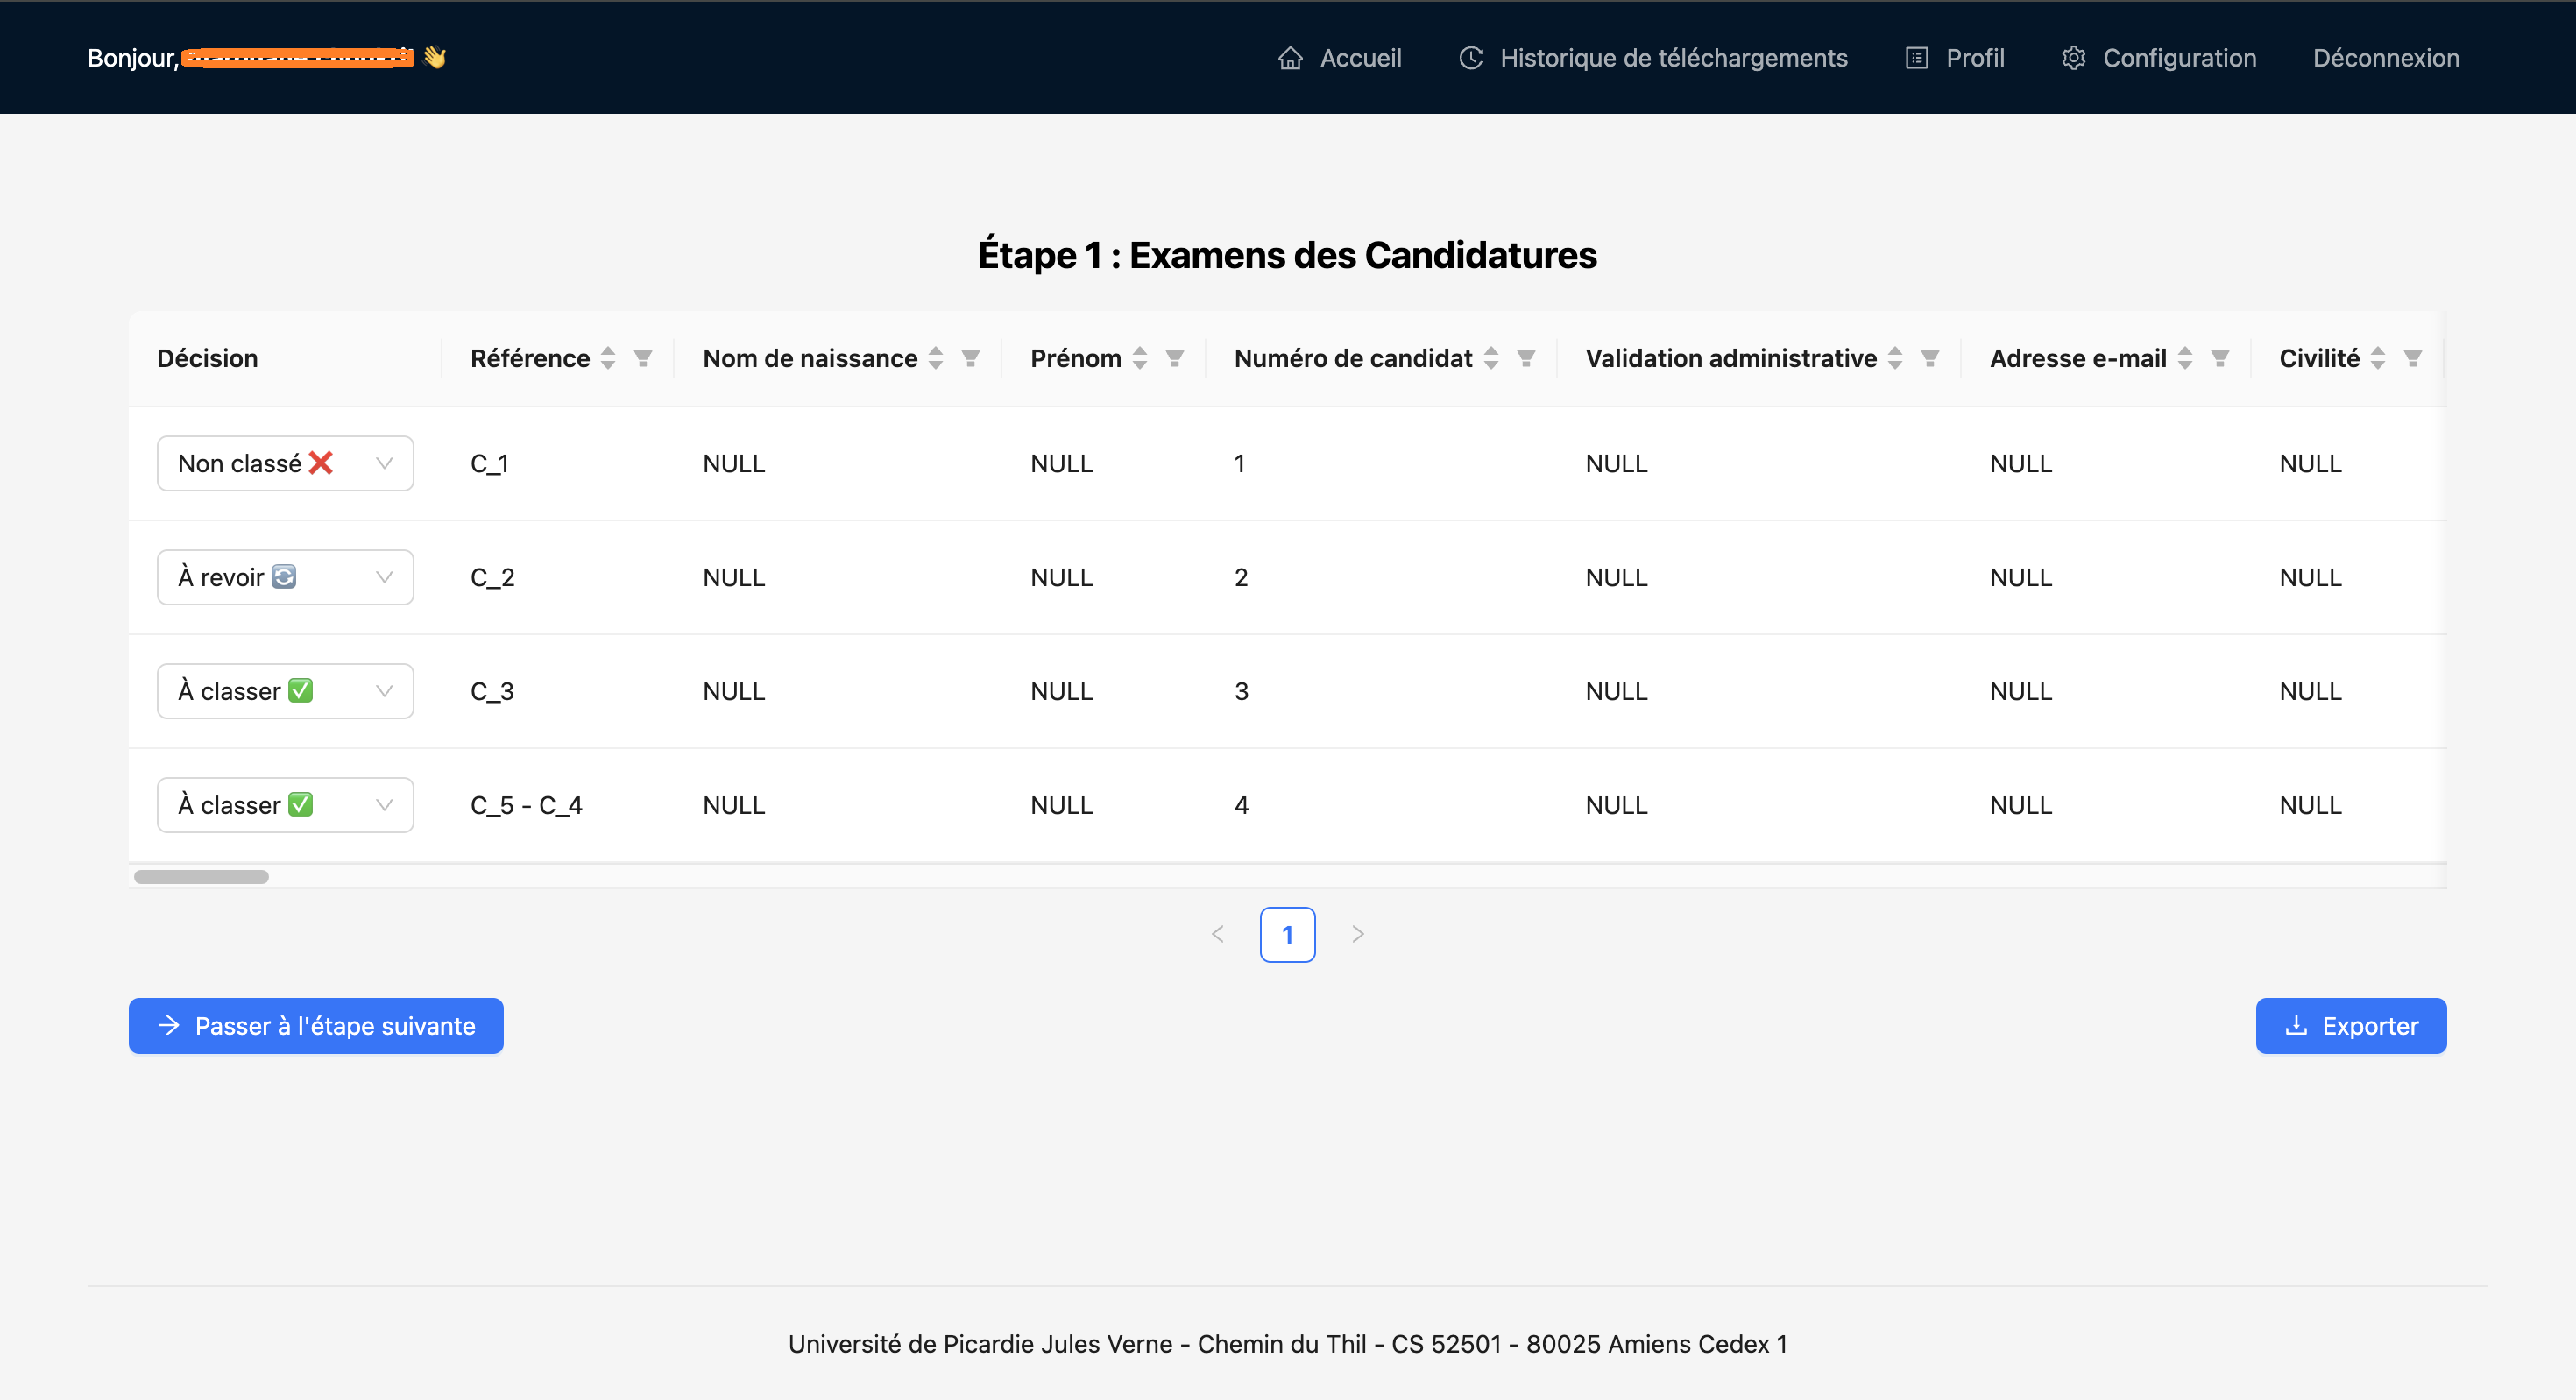 Bonjour, 👋
Accueil Historique de téléchargements Profil Configuration Déconnexion
Étape 1 : Examens des Candidatures
Décision Référence Nom de naissance Prénom Numéro de candidat Validation administrative Adresse e-mail Civilité
Non classé ❌ C_1 NULL NULL 1 NULL NULL NULL
À revoir 🔄 C_2 NULL NULL 2 NULL NULL NULL
À classer ✅ C_3 NULL NULL 3 NULL NULL NULL
À classer ✅ C_5 - C_4 NULL NULL 4 NULL NULL NULL
1
Passer à l'étape suivante
Exporter
Université de Picardie Jules Verne - Chemin du Thil - CS 52501 - 80025 Amiens Cedex 1